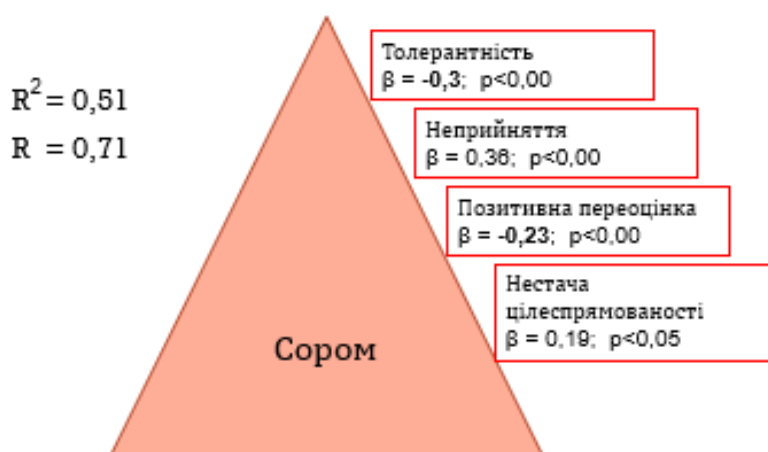 R² = 0,51
R = 0,71
Толерантність
β = -0,3; p<0,00
Неприйняття
β = 0,36; p<0,00
Позитивна переоцінка
β = -0,23; p<0,00
Нестача
цілеспрямованості
β = 0,19; p<0,05
Сором